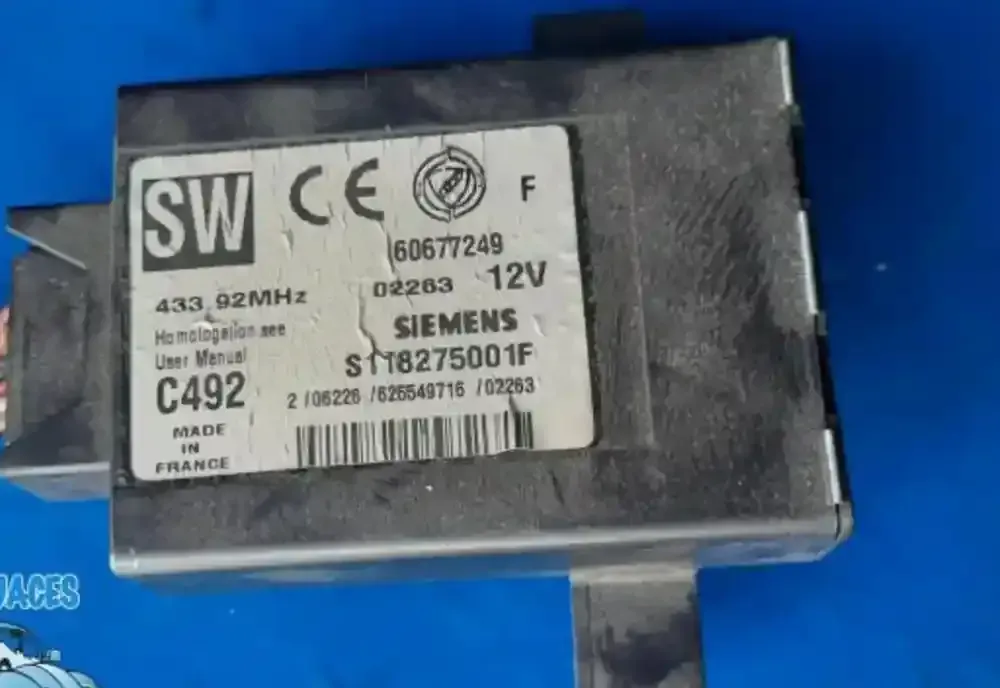 SW
CE
F
60677249
433.92MHz
02263 12V
Homologation see
User Manual
SIEMENS
S118275001F
C492
2 /06226 /626549716 /02263
MADE
IN
FRANCE